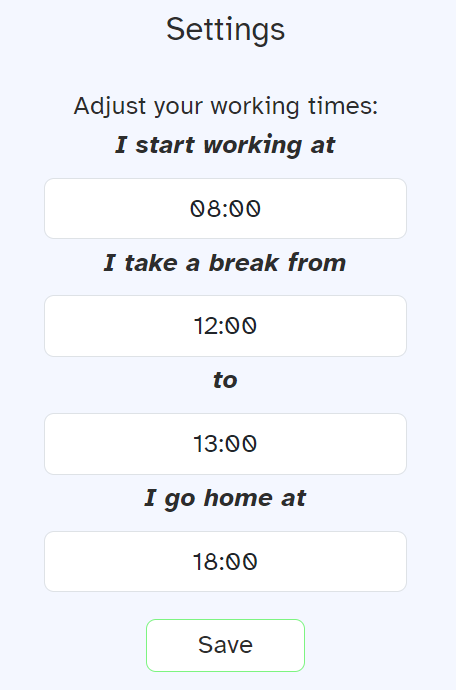 Settings
Adjust your working times:
I start working at
08:00
I take a break from
12:00
to
13:00
I go home at
18:00
Save